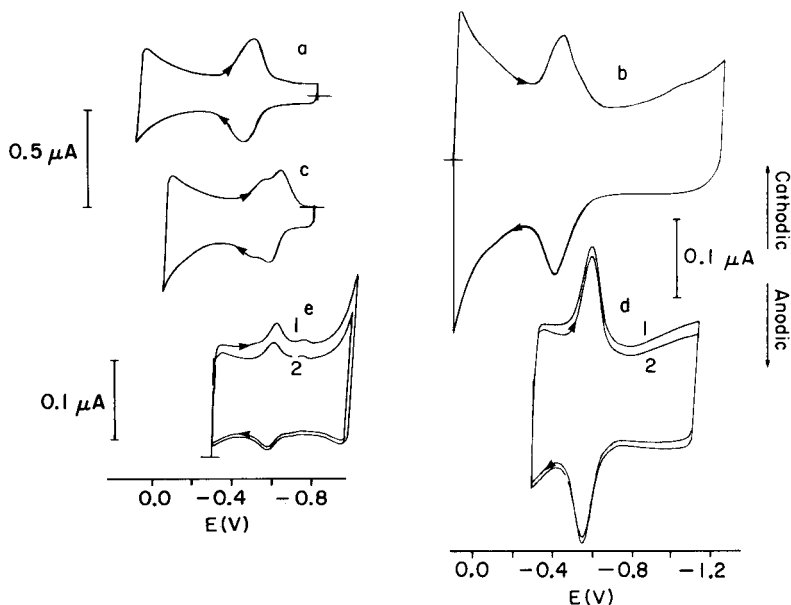 a
0.5 μA
c
e
1
2
0.1 μA
0.0 −0.4 −0.8
E(V)
b
Cathodic
Anodic
0.1 μA
d
1
2
0.0 −0.4 −0.8 −1.2
E(V)